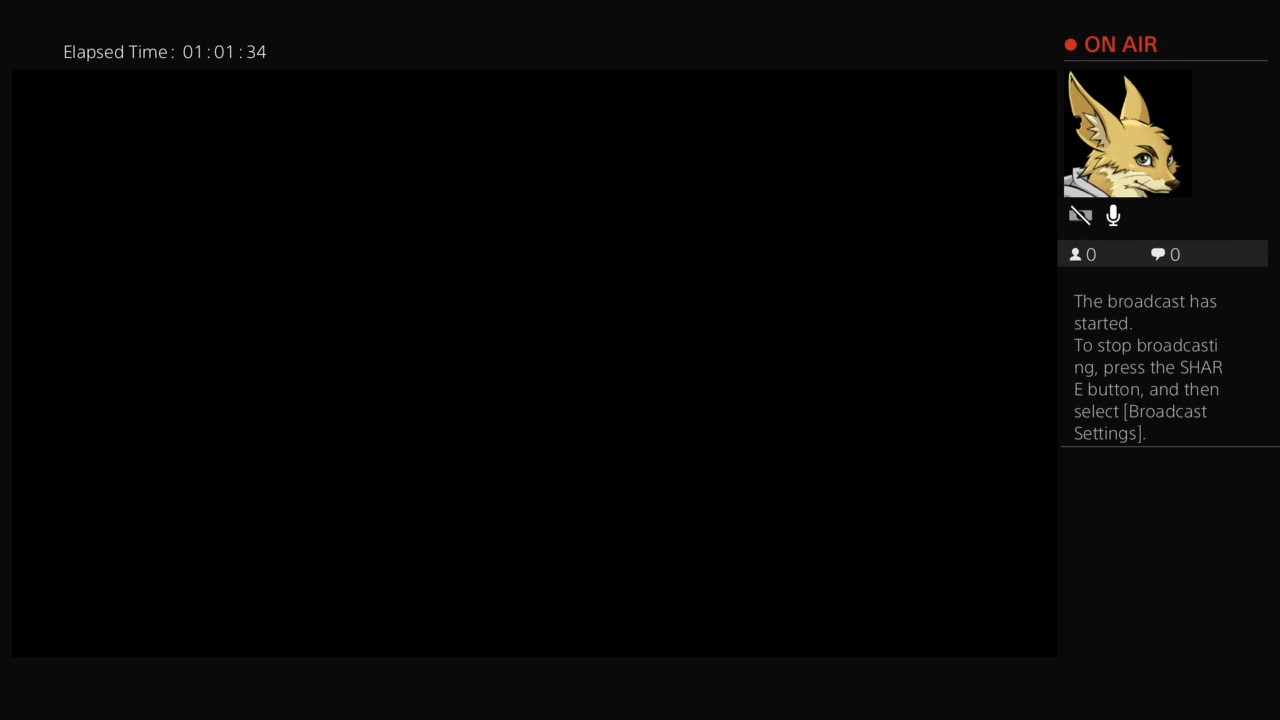 Elapsed Time: 01:01:34
ON AIR
0 0
The broadcast has
started.
To stop broadcasti
ng, press the SHAR
E button, and then
select [Broadcast
Settings].